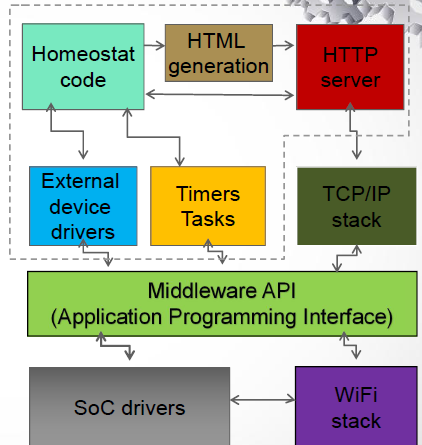 Homeostat
code
HTML
generation
HTTP
server
External
device
drivers
Timers
Tasks
TCP/IP
stack
Middleware API
(Application Programming Interface)
SoC drivers
WiFi
stack